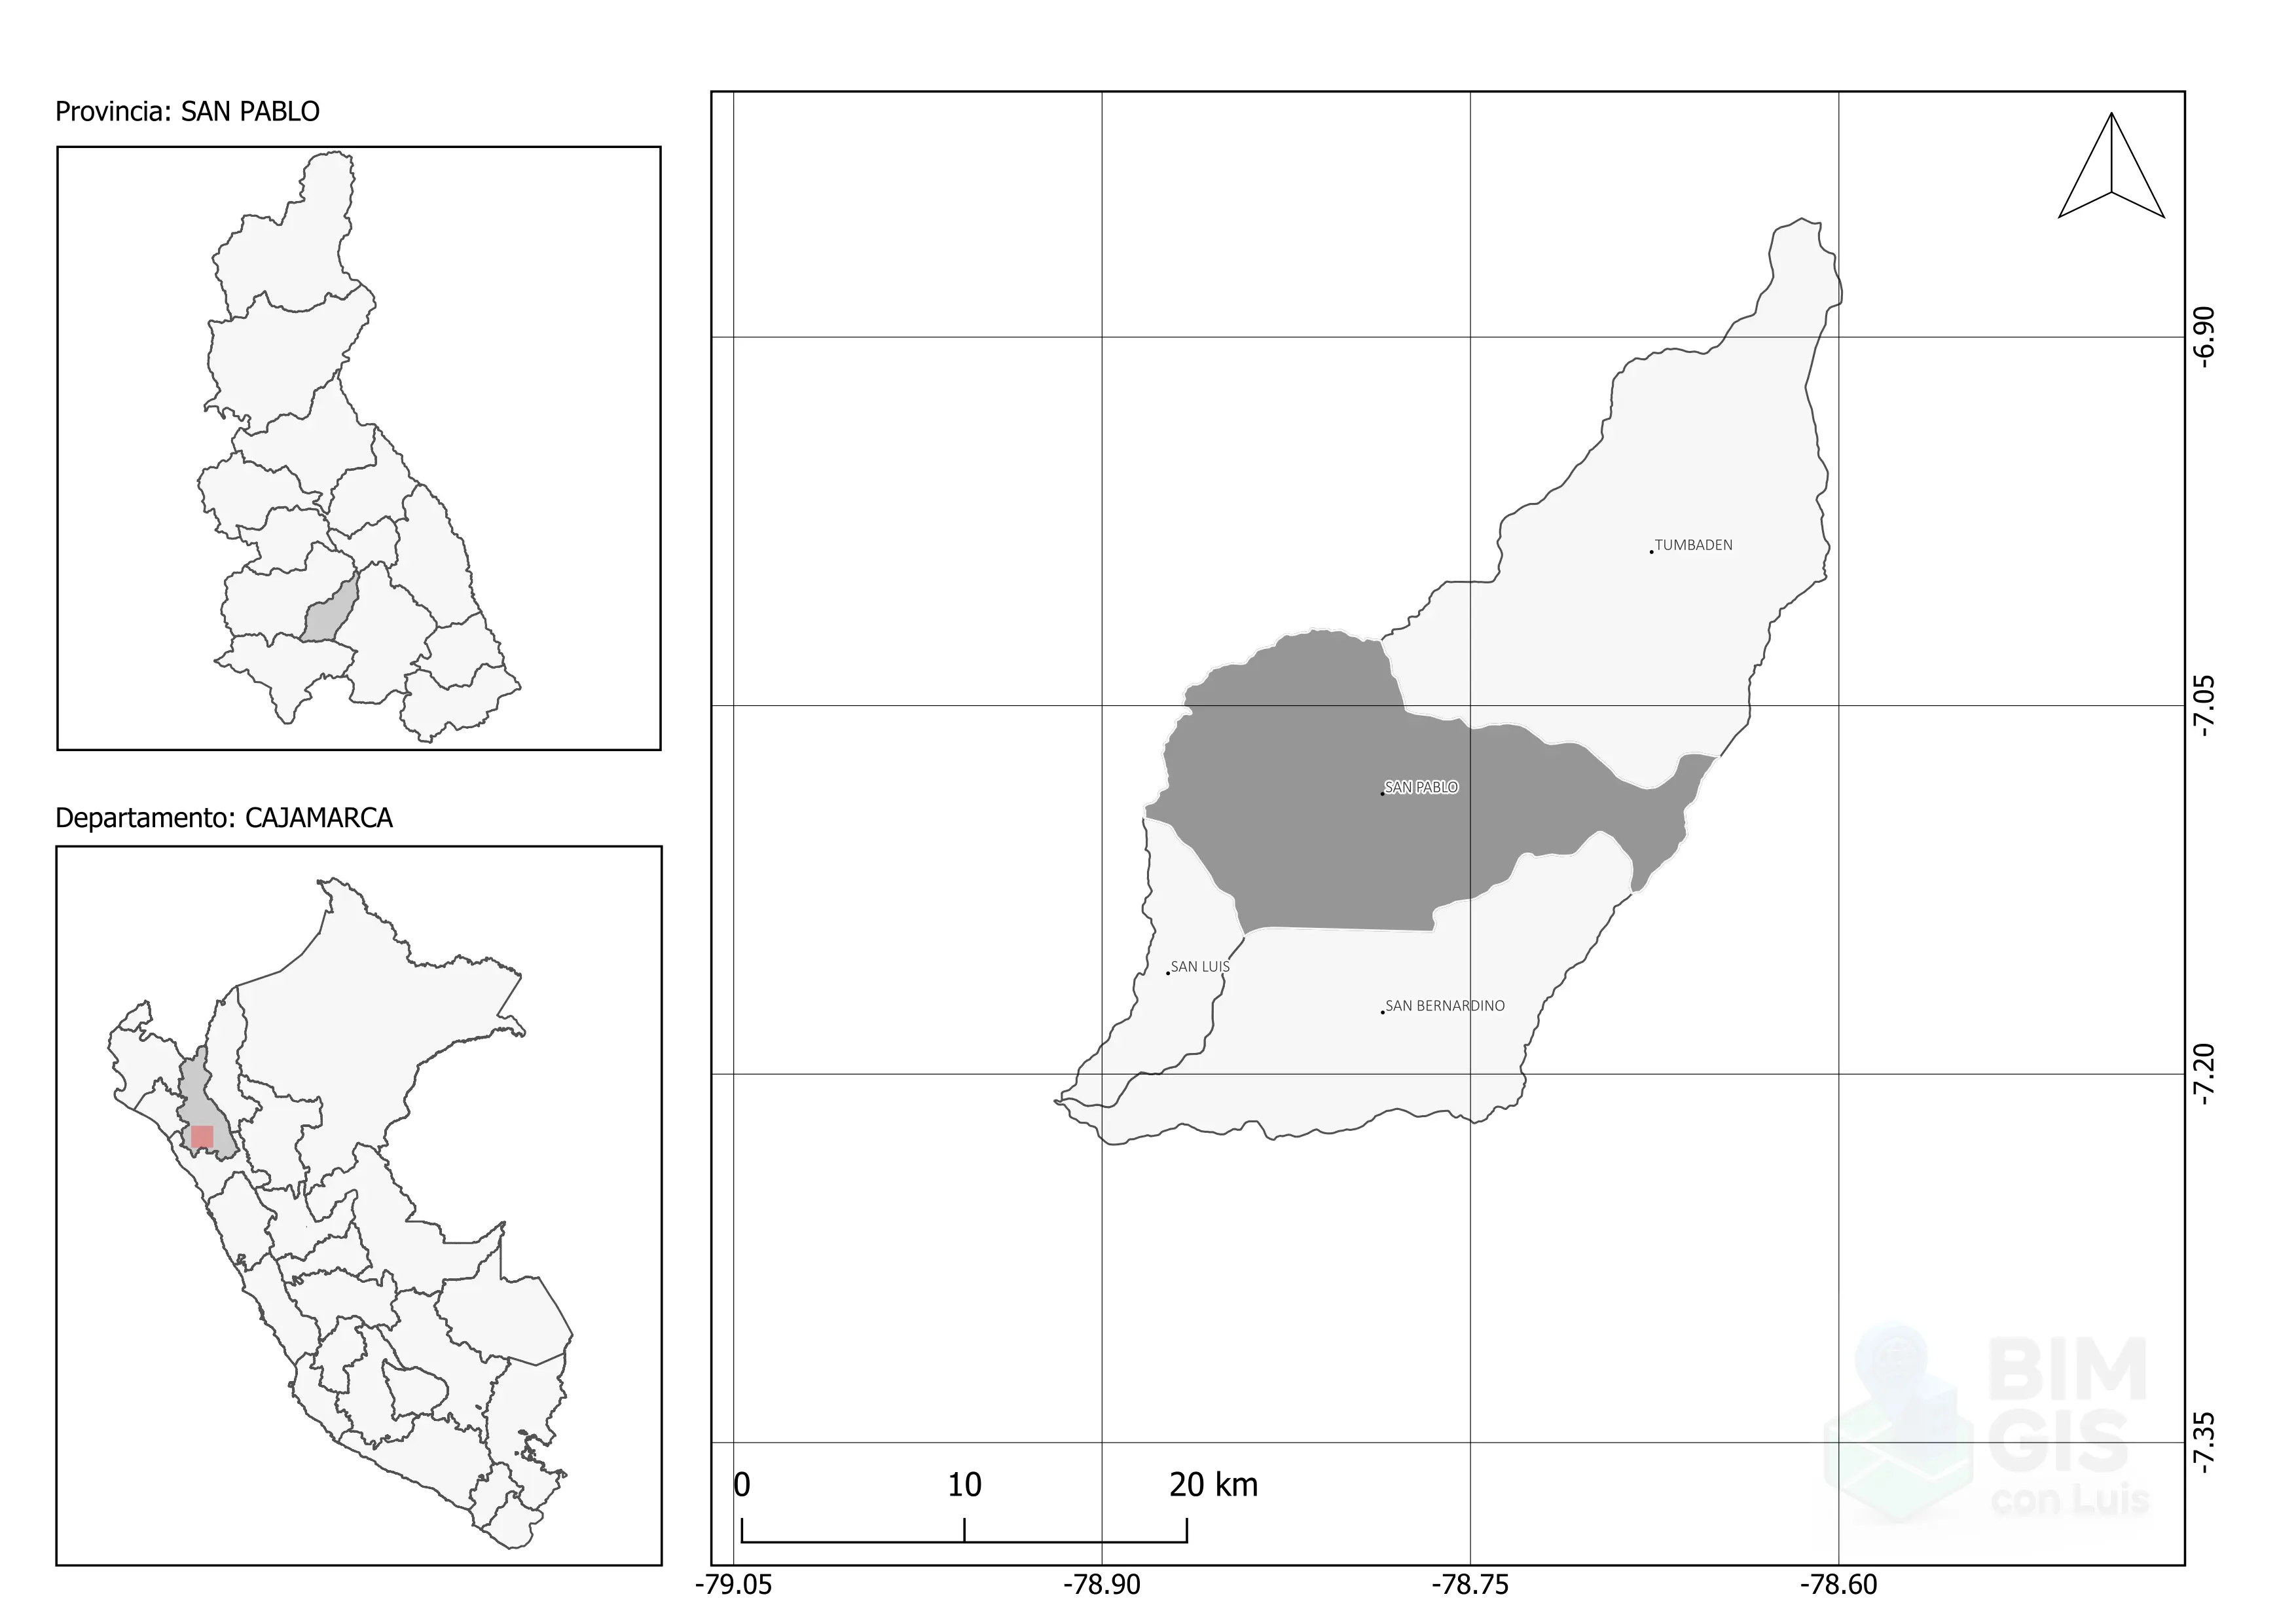 Provincia: SAN PABLO
Departamento: CAJAMARCA
TUMBADEN
SAN PABLO
SAN LUIS
SAN BERNARDINO
-6.90
-7.05
-7.20
-7.35
0 10 20 km
-79.05 -78.90 -78.75 -78.60
BIM
GIS
con Luis